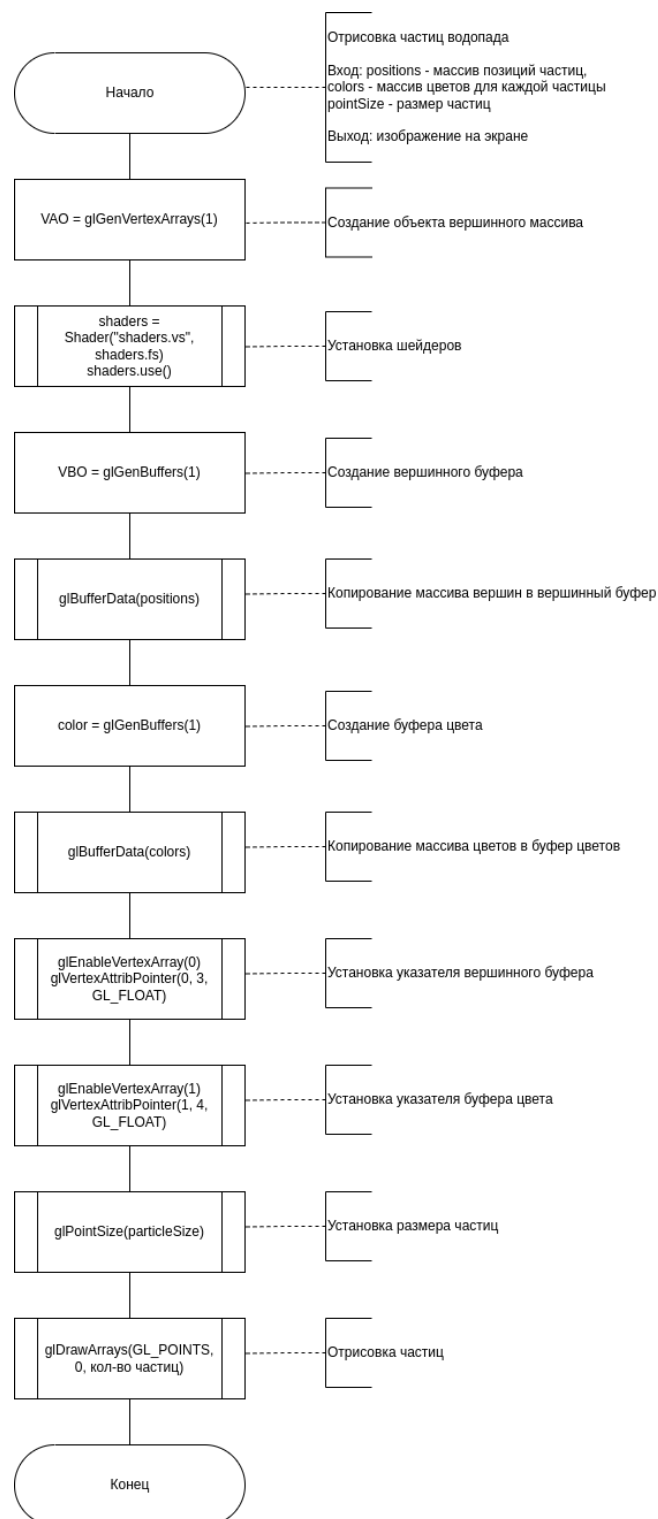 Отрисовка частиц водопада
Вход: positions - массив позиций частиц,
colors - массив цветов для каждой частицы
pointSize - размер частиц
Выход: изображение на экране
Начало
VAO = glGenVertexArrays(1)
Создание объекта вершинного массива
shaders =
Shader("shaders.vs",
shaders.fs)
shaders.use()
Установка шейдеров
VBO = glGenBuffers(1)
Создание вершинного буфера
glBufferData(positions)
Копирование массива вершин в вершинный буфер
color = glGenBuffers(1)
Создание буфера цвета
glBufferData(colors)
Копирование массива цветов в буфер цветов
glEnableVertexArray(0)
glVertexAttribPointer(0, 3,
GL_FLOAT)
Установка указателя вершинного буфера
glEnableVertexArray(1)
glVertexAttribPointer(1, 4,
GL_FLOAT)
Установка указателя буфера цвета
glPointSize(particleSize)
Установка размера частиц
glDrawArrays(GL_POINTS,
0, кол-во частиц)
Отрисовка частиц
Конец